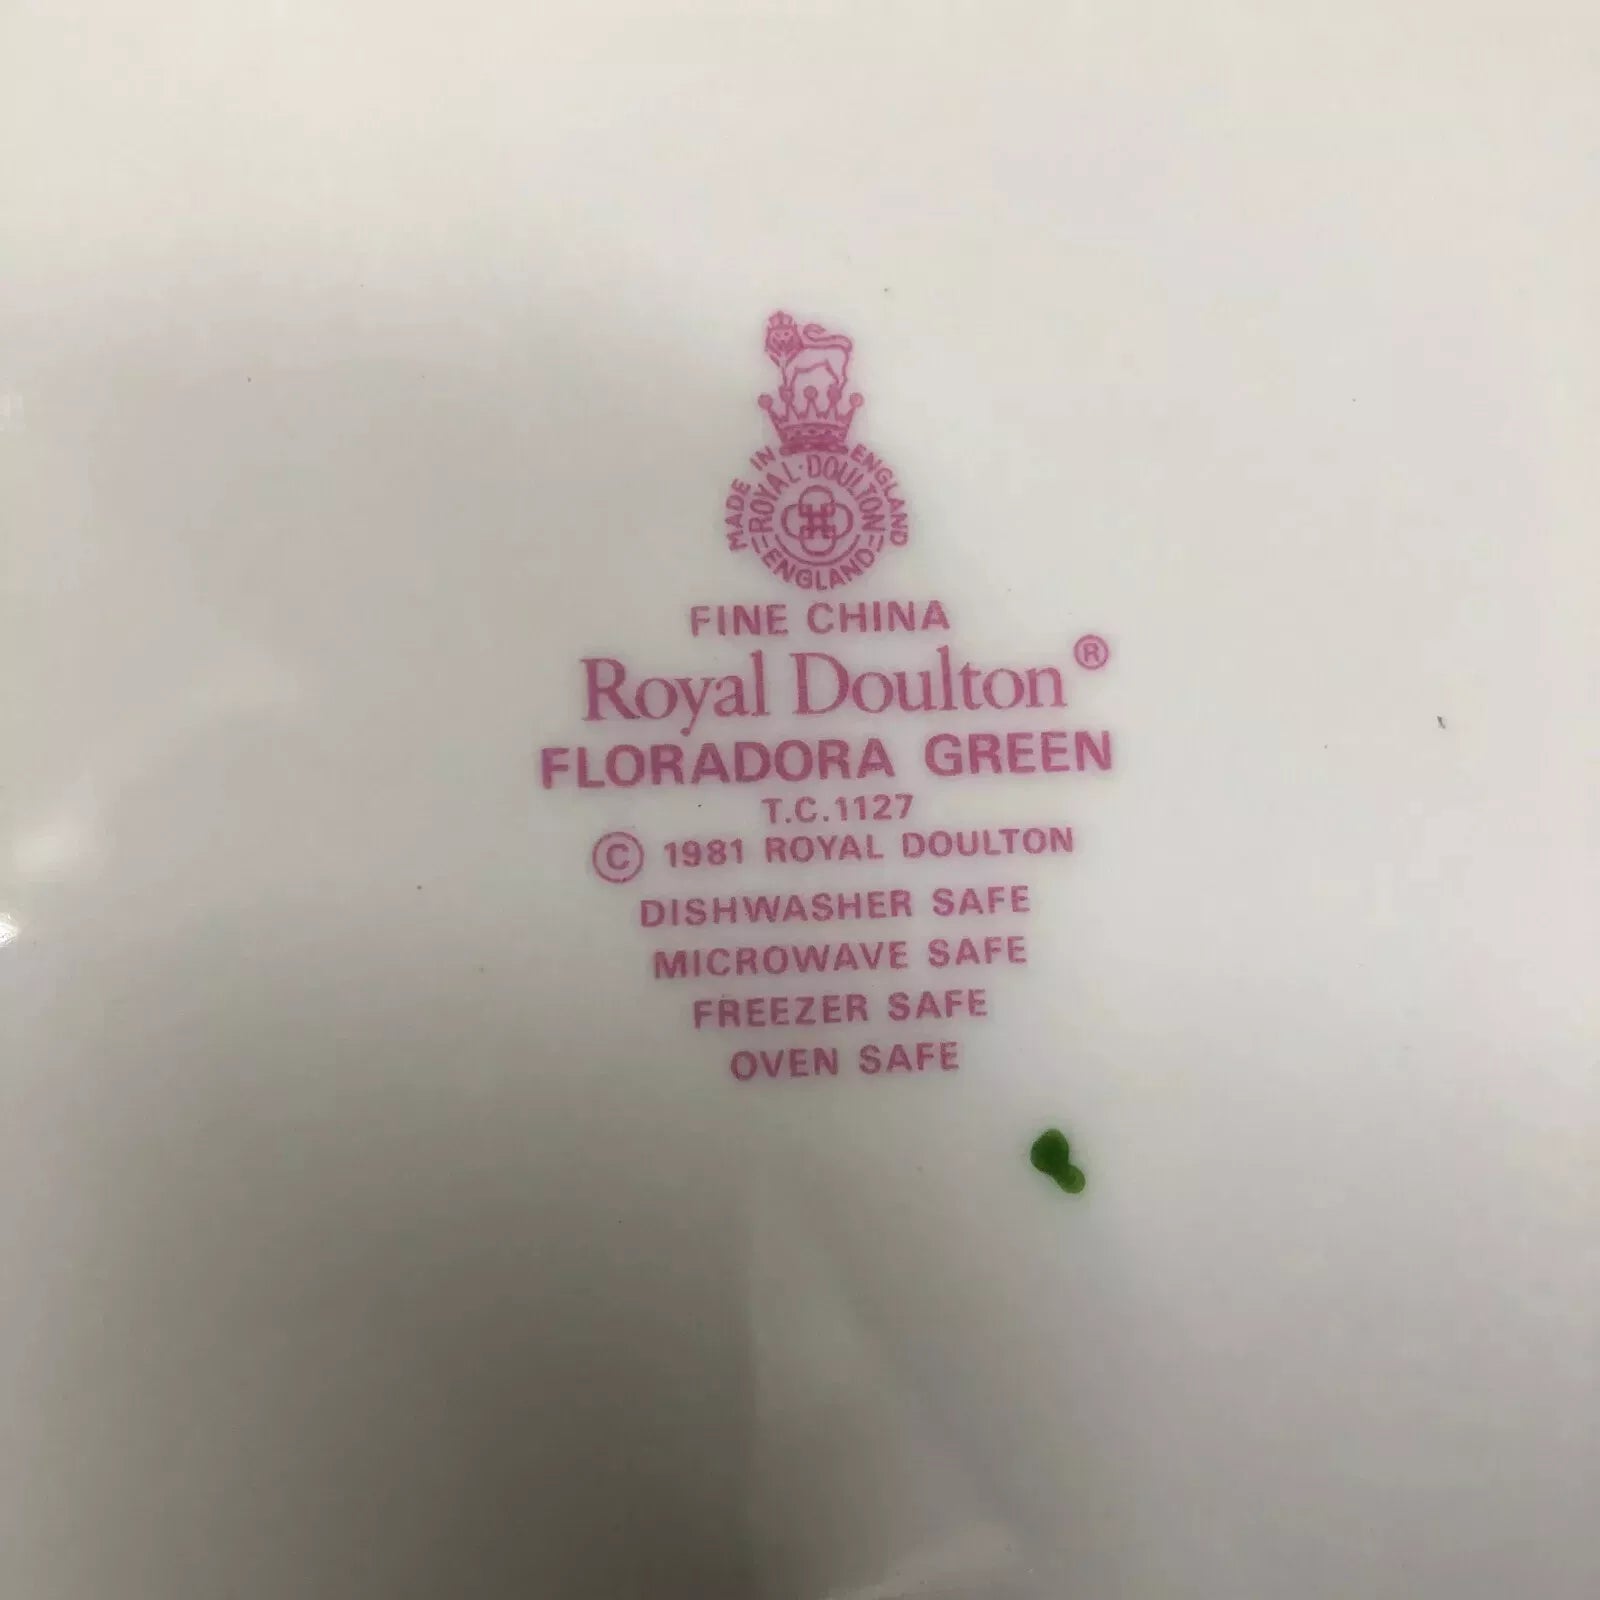 MADE IN ENGLAND
ROYAL·DOULTON
ENGLAND
FINE CHINA
Royal Doulton®
FLORADORA GREEN
T.C.1127
© 1981 ROYAL DOULTON
DISHWASHER SAFE
MICROWAVE SAFE
FREEZER SAFE
OVEN SAFE